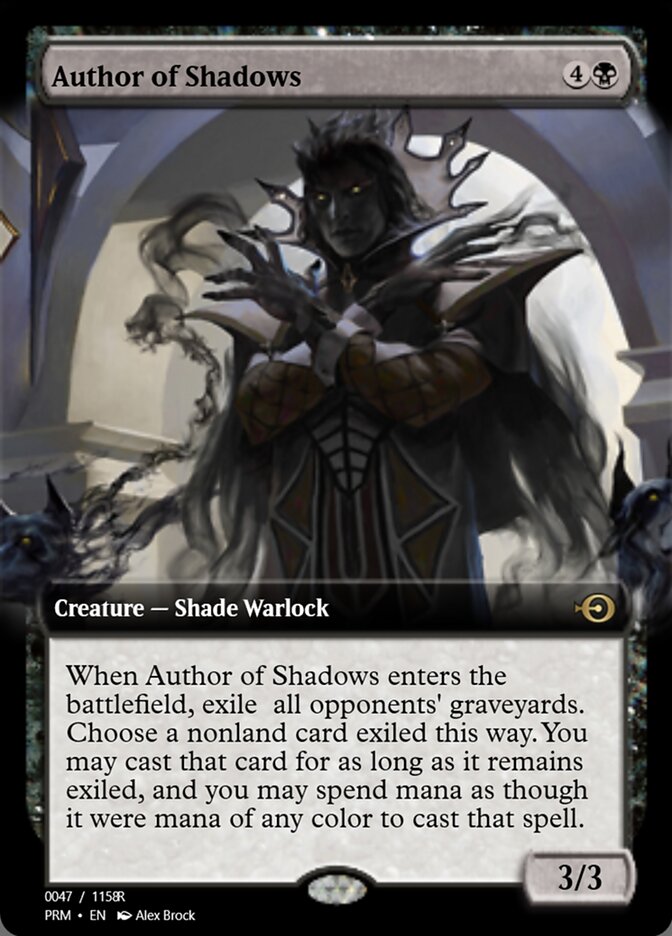 Author of Shadows 4
Creature — Shade Warlock
When Author of Shadows enters the
battlefield, exile  all opponents' graveyards.
Choose a nonland card exiled this way. You
may cast that card for as long as it remains
exiled, and you may spend mana as though
it were mana of any color to cast that spell.
3/3
0047 / 1158R
PRM • EN Alex Brock